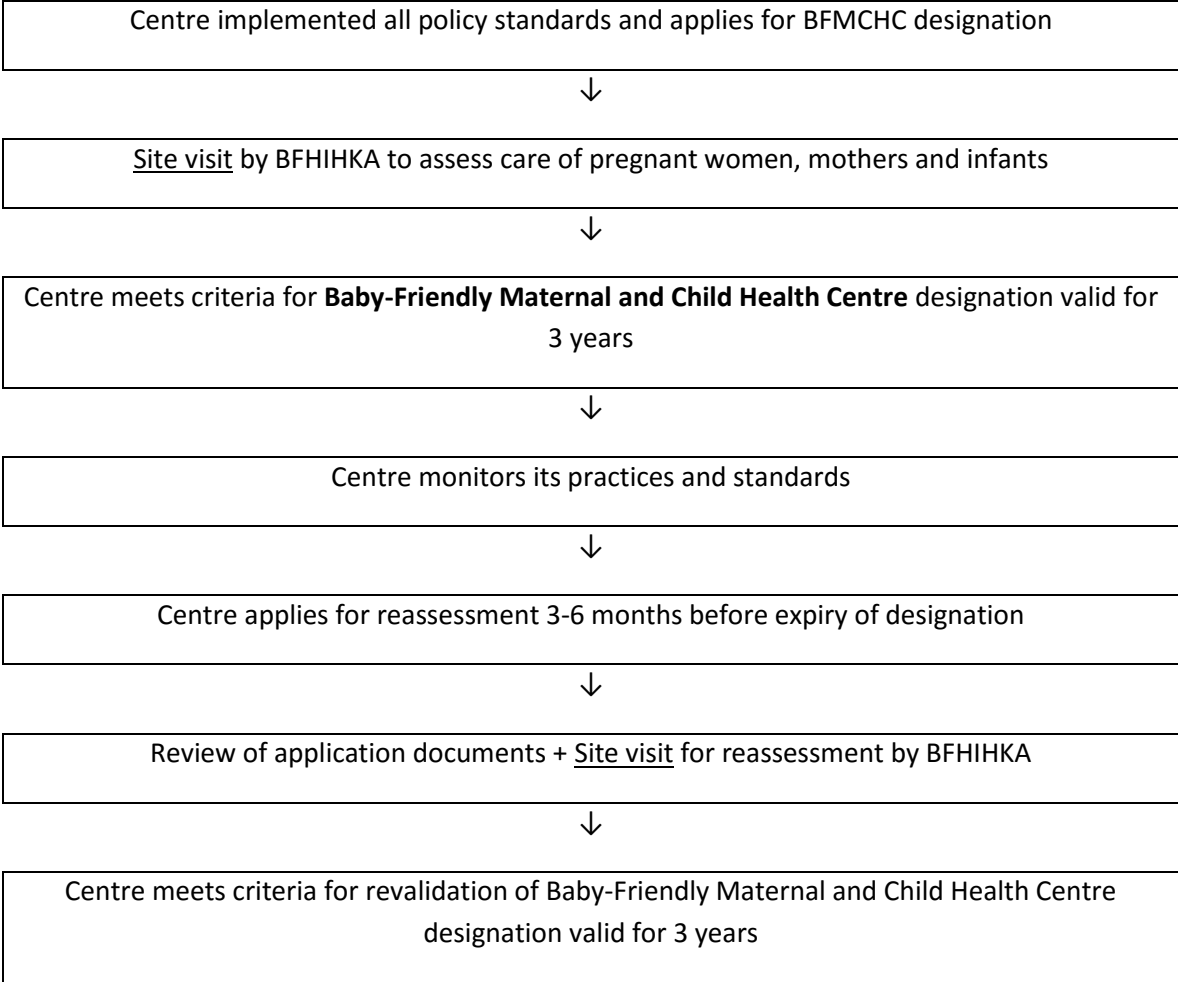 Centre implemented all policy standards and applies for BFMCHC designation
↓
Site visit by BFHIHKA to assess care of pregnant women, mothers and infants
↓
Centre meets criteria for Baby-Friendly Maternal and Child Health Centre designation valid for
3 years
↓
Centre monitors its practices and standards
↓
Centre applies for reassessment 3-6 months before expiry of designation
↓
Review of application documents + Site visit for reassessment by BFHIHKA
↓
Centre meets criteria for revalidation of Baby-Friendly Maternal and Child Health Centre
designation valid for 3 years